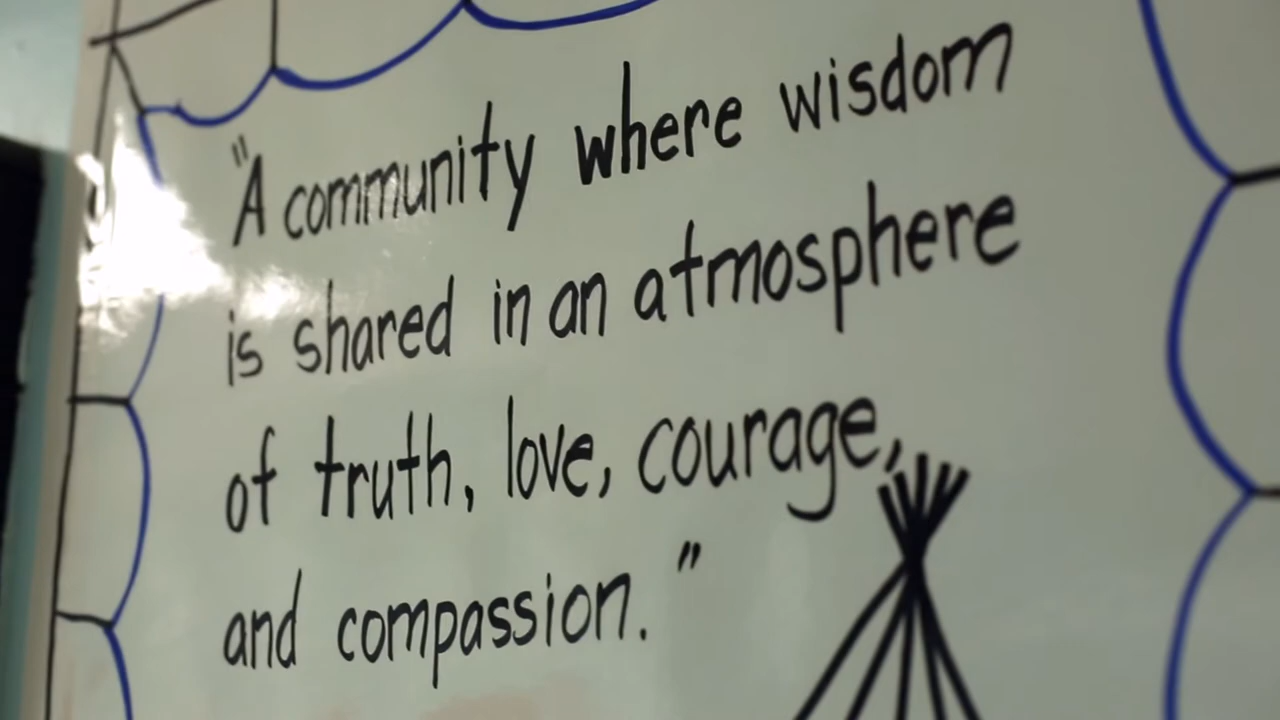 "A community where wisdom
is shared in an atmosphere
of truth, love, courage,
and compassion."